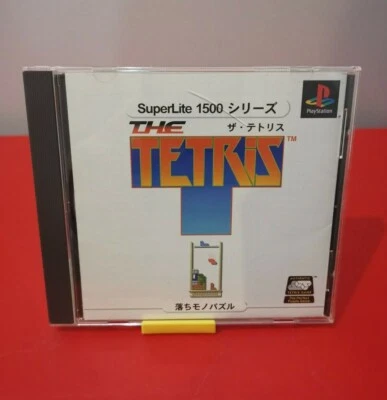 SuperLite 1500 シリーズ
THE
ザ・テトリス
TETRIS™
PlayStation
落ちモノパズル